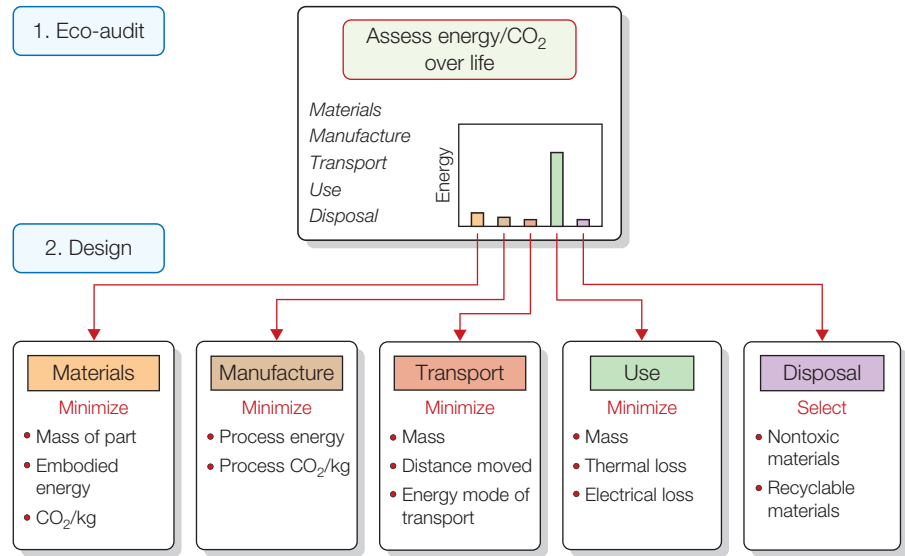 1. Eco-audit
Assess energy/CO₂
over life
Materials
Manufacture
Transport
Use
Disposal
Energy
2. Design
Materials
Minimize
• Mass of part
• Embodied
energy
• CO₂/kg
Manufacture
Minimize
• Process energy
• Process CO₂/kg
Transport
Minimize
• Mass
• Distance moved
• Energy mode of
transport
Use
Minimize
• Mass
• Thermal loss
• Electrical loss
Disposal
Select
• Nontoxic
materials
• Recyclable
materials